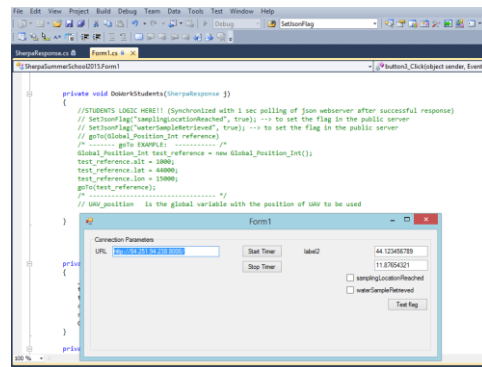 File Edit View Project Build Debug Team Data Tools Test Window Help
Debug SetJsonFlag
SherpaResponse.cs Form1.cs
SherpaSummerSchool2015.Form1 button3_Click(object sender, Event
private void DoWorkStudents(SherpaResponse j)
{
//STUDENTS LOGIC HERE!! (Synchronized with 1 sec polling of json webserver after successful response)
// SetJsonFlag("samplingLocationReached", true); --> to set the flag in the public server
// SetJsonFlag("waterSampleRetrieved", true); --> to set the flag in the public server
// goTo(Global_Position_Int reference)
/* ------- goTo EXAMPLE: ----------- /*
Global_Position_Int test_reference = new Global_Position_Int();
test_reference.alt = 1000;
test_reference.lat = 44000;
test_reference.lon = 15000;
goTo(test_reference);
/* -------------------------------- */
// UAV_position is the global variable with the position of UAV to be used
}
Form1
Connection Parameters
URL Start Timer label2 44.123456789
Stop Timer 11.87654321
samplingLocationReached
waterSampleRetrieved
Test flag
priva
{
}
priva
100 %